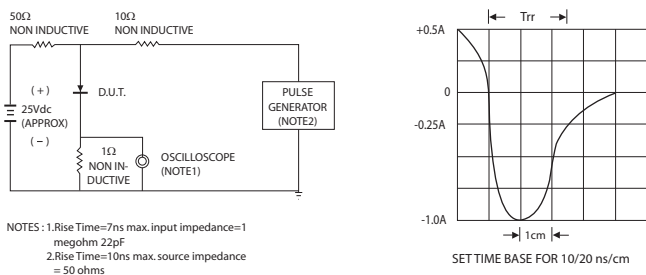 50Ω
NON INDUCTIVE
10Ω
NON INDUCTIVE
(+)
25Vdc
(APPROX)
(−)
D.U.T.
PULSE
GENERATOR
(NOTE2)
1Ω
NON IN-
DUCTIVE
OSCILLOSCOPE
(NOTE1)
NOTES : 1.Rise Time=7ns max. input impedance=1
megohm 22pF
2.Rise Time=10ns max. source impedance
= 50 ohms
Trr
+0.5A
0
-0.25A
-1.0A
1cm
SET TIME BASE FOR 10/20 ns/cm